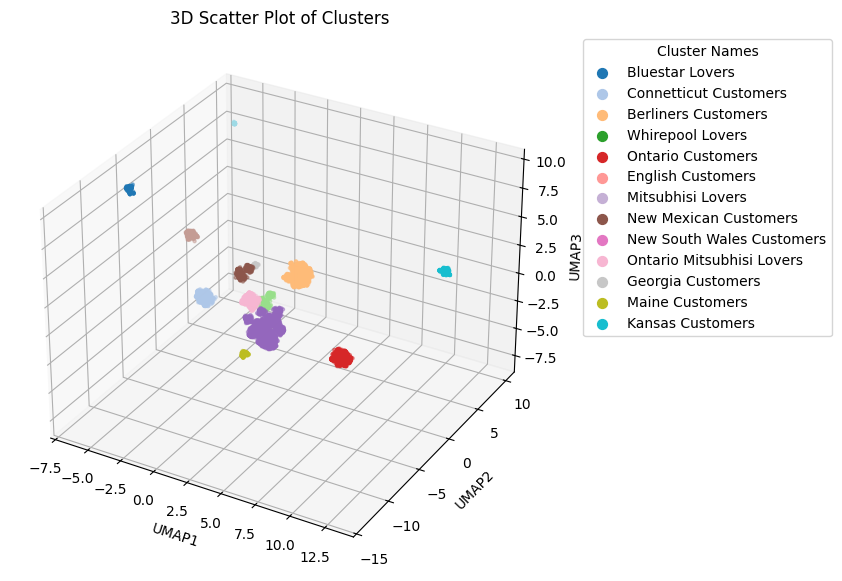 3D Scatter Plot of Clusters
Cluster Names
Bluestar Lovers
Connetticut Customers
Berliners Customers
Whirepool Lovers
Ontario Customers
English Customers
Mitsubhisi Lovers
New Mexican Customers
New South Wales Customers
Ontario Mitsubhisi Lovers
Georgia Customers
Maine Customers
Kansas Customers
10.0
7.5
5.0
2.5
0.0
−2.5
−5.0
−7.5
UMAP3
10
5
0
−5
−10
−15
UMAP2
−7.5
−5.0
−2.5
0.0
2.5
5.0
7.5
10.0
12.5
UMAP1